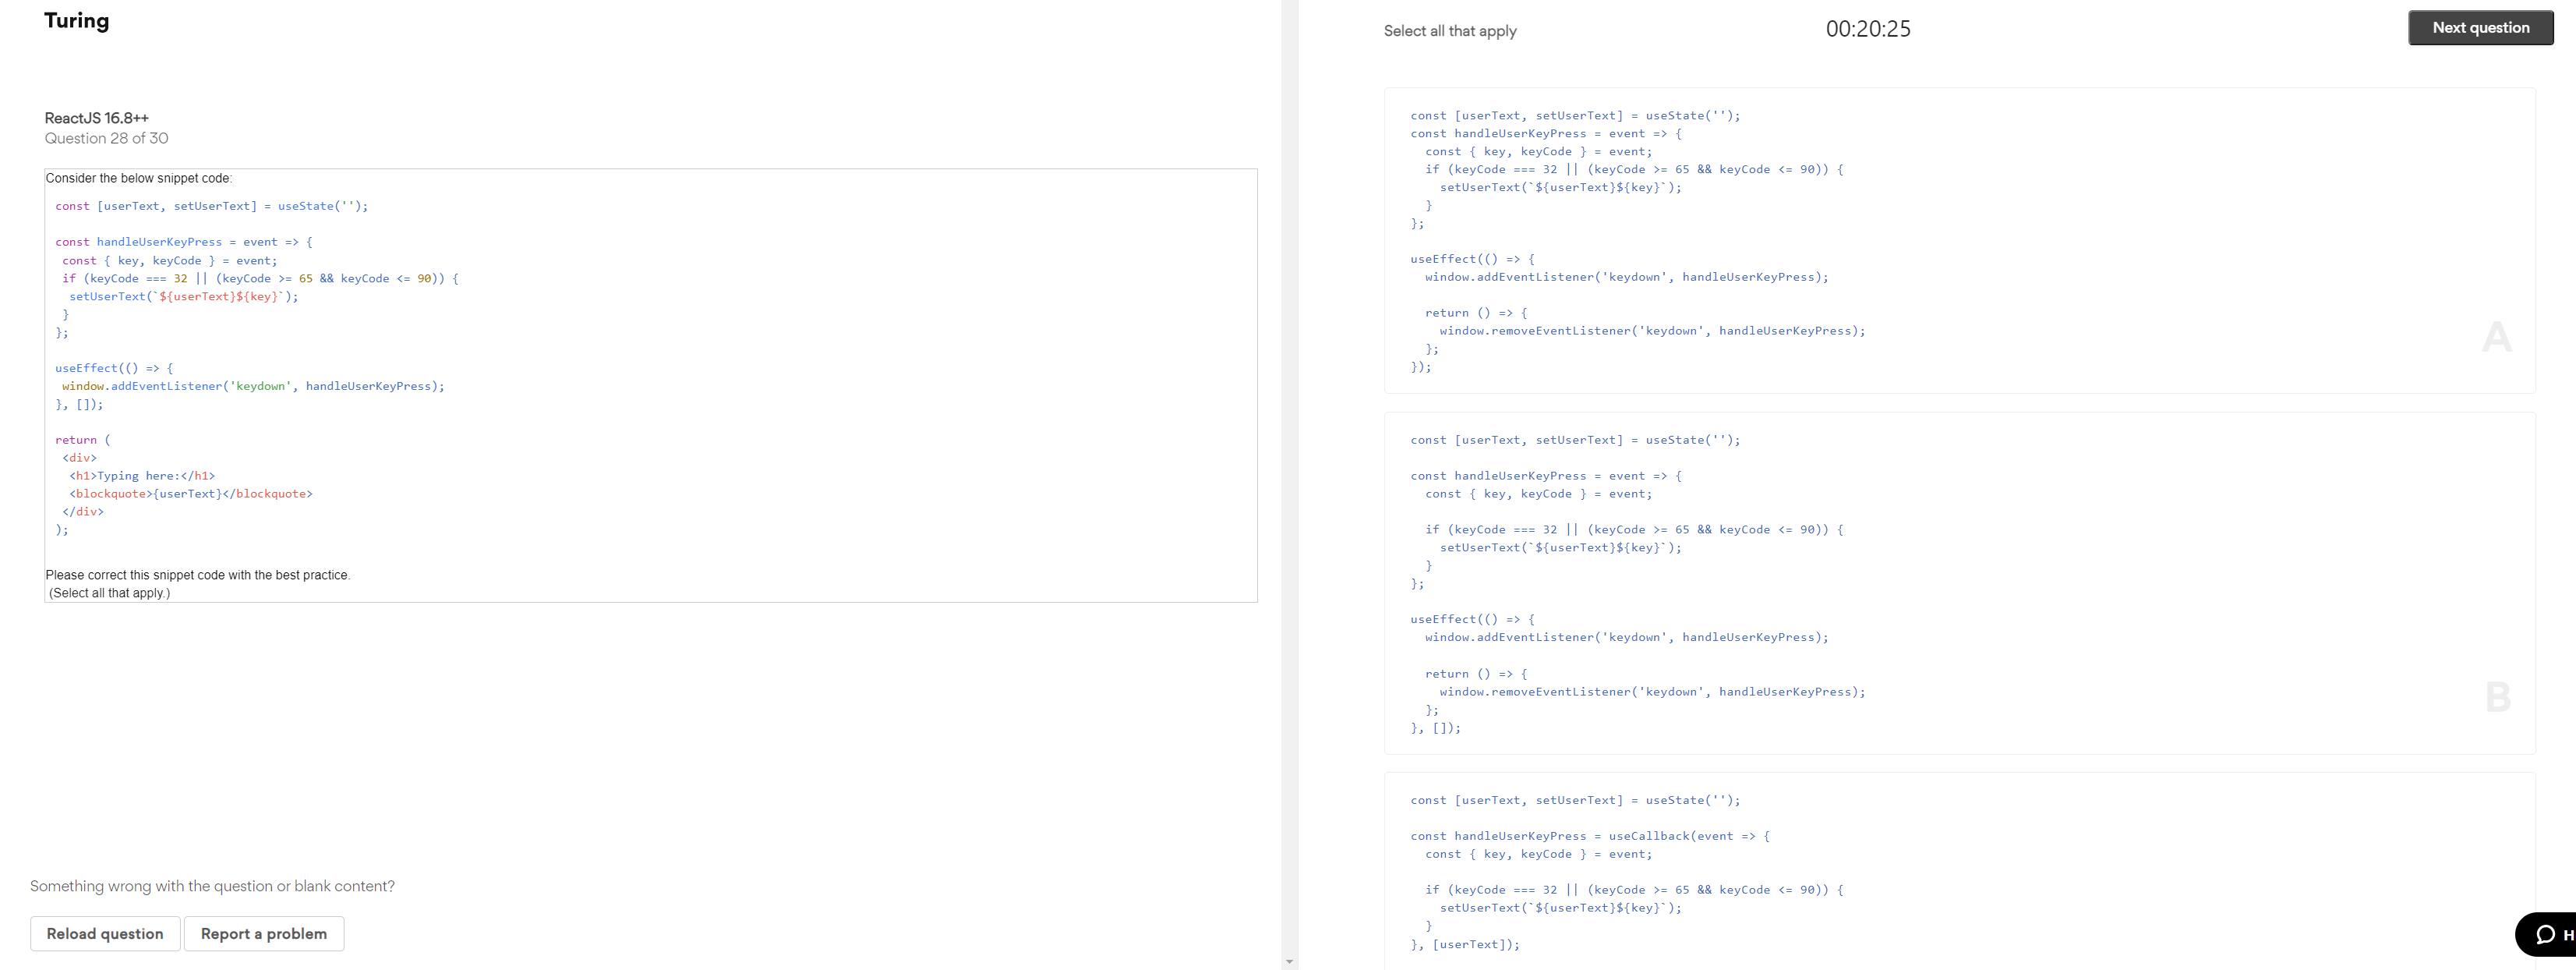 Turing
ReactJS 16.8++
Question 28 of 30
Consider the below snippet code:
const [userText, setUserText] = useState('');
const handleUserKeyPress = event => {
const { key, keyCode } = event;
if (keyCode === 32 || (keyCode >= 65 && keyCode <= 90)) {
setUserText(`${userText}${key}`);
}
};
useEffect(() => {
window.addEventListener('keydown', handleUserKeyPress);
}, []);
return (
<div>
<h1>Typing here:</h1>
<blockquote>{userText}</blockquote>
</div>
);
Please correct this snippet code with the best practice.
(Select all that apply.)
Something wrong with the question or blank content?
Reload question
Report a problem
Select all that apply
00:20:25
Next question
const [userText, setUserText] = useState('');
const handleUserKeyPress = event => {
const { key, keyCode } = event;
if (keyCode === 32 || (keyCode >= 65 && keyCode <= 90)) {
setUserText(`${userText}${key}`);
}
};
useEffect(() => {
window.addEventListener('keydown', handleUserKeyPress);
return () => {
window.removeEventListener('keydown', handleUserKeyPress);
};
});
A
const [userText, setUserText] = useState('');
const handleUserKeyPress = event => {
const { key, keyCode } = event;
if (keyCode === 32 || (keyCode >= 65 && keyCode <= 90)) {
setUserText(`${userText}${key}`);
}
};
useEffect(() => {
window.addEventListener('keydown', handleUserKeyPress);
return () => {
window.removeEventListener('keydown', handleUserKeyPress);
};
}, []);
B
const [userText, setUserText] = useState('');
const handleUserKeyPress = useCallback(event => {
const { key, keyCode } = event;
if (keyCode === 32 || (keyCode >= 65 && keyCode <= 90)) {
setUserText(`${userText}${key}`);
}
}, [userText]);